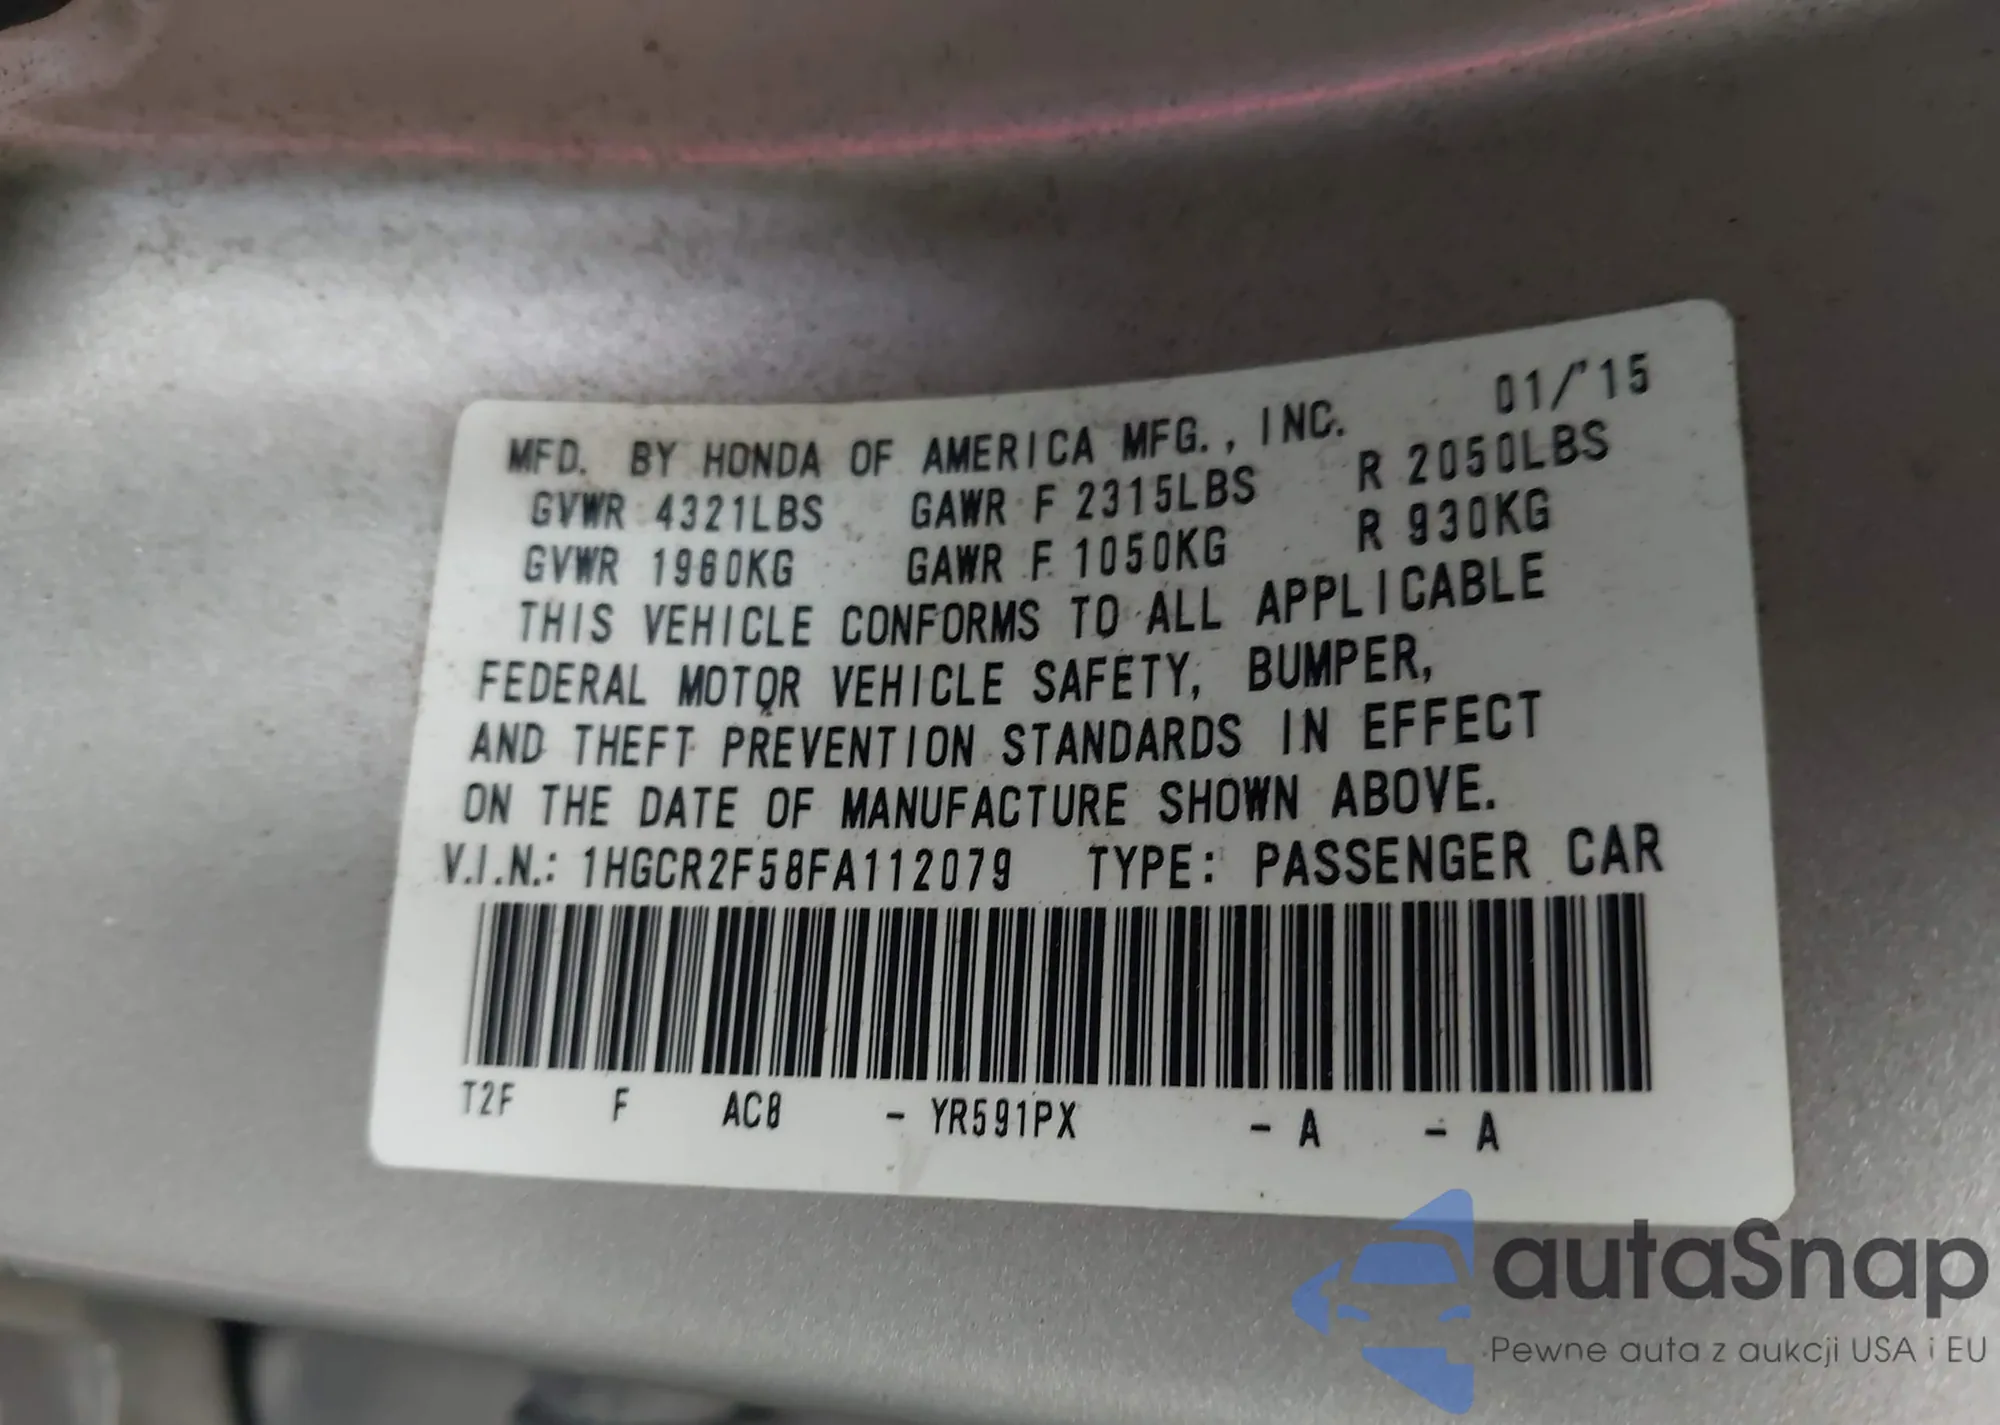 MFD. BY HONDA OF AMERICA MFG., INC. 01/'15
GVWR 4321LBS GAWR F 2315LBS R 2050LBS
GVWR 1960KG GAWR F 1050KG R 930KG
THIS VEHICLE CONFORMS TO ALL APPLICABLE
FEDERAL MOTOR VEHICLE SAFETY, BUMPER,
AND THEFT PREVENTION STANDARDS IN EFFECT
ON THE DATE OF MANUFACTURE SHOWN ABOVE.
V.I.N.: 1HGCR2F58FA112079 TYPE: PASSENGER CAR
T2F F AC8 - YR591PX - A - A
autaSnap
Pewne auta z aukcji USA i EU